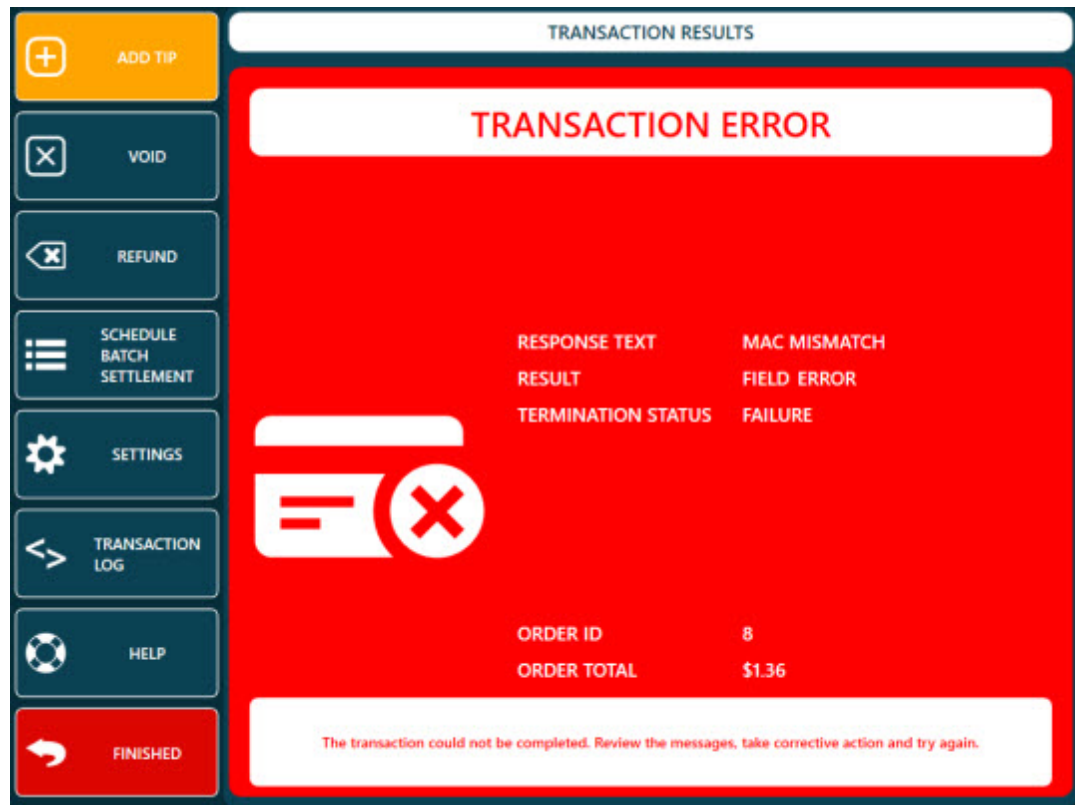 ADD TIP
VOID
REFUND
SCHEDULE
BATCH
SETTLEMENT
SETTINGS
TRANSACTION
LOG
HELP
FINISHED
TRANSACTION RESULTS
TRANSACTION ERROR
RESPONSE TEXT MAC MISMATCH
RESULT FIELD ERROR
TERMINATION STATUS FAILURE
ORDER ID 8
ORDER TOTAL $1.36
The transaction could not be completed. Review the messages, take corrective action and try again.